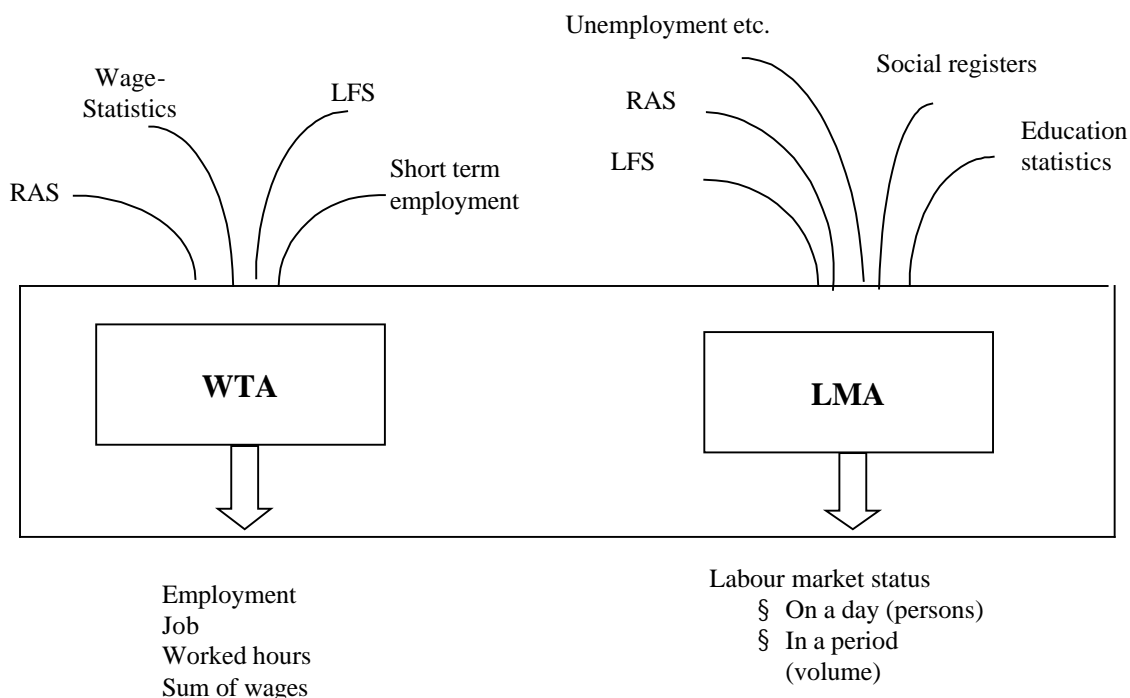 Unemployment etc.
Wage-
Statistics
LFS
RAS
Social registers
Education
statistics
LFS
Short term
employment
RAS
WTA
LMA
Employment
Job
Worked hours
Sum of wages
Labour market status
§ On a day (persons)
§ In a period
(volume)